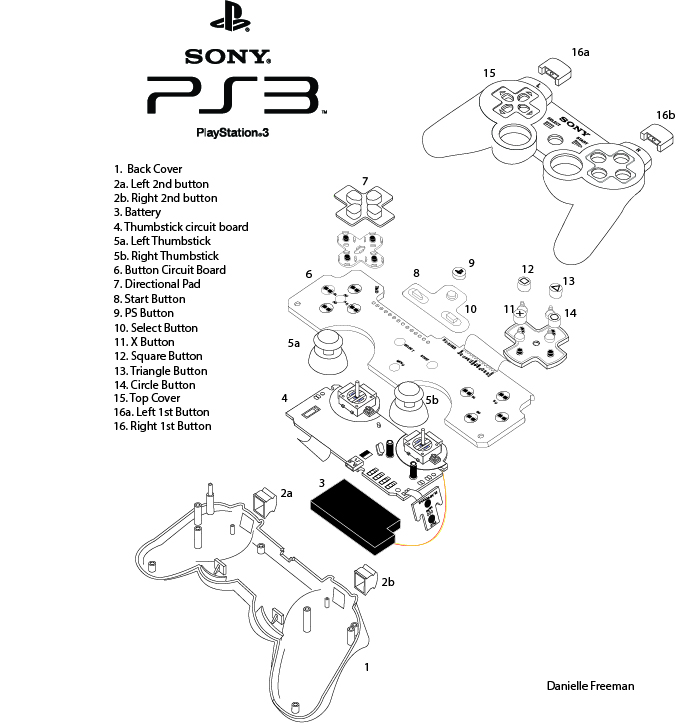 SONY®
PS3™
PlayStation®3
1. Back Cover
2a. Left 2nd button
2b. Right 2nd button
3. Battery
4. Thumbstick circuit board
5a. Left Thumbstick
5b. Right Thumbstick
6. Button Circuit Board
7. Directional Pad
8. Start Button
9. PS Button
10. Select Button
11. X Button
12. Square Button
13. Triangle Button
14. Circle Button
15. Top Cover
16a. Left 1st Button
16. Right 1st Button
16a
15
16b
L
SELECT
SONY
START
R
7
9
12
13
6
8
10
11
14
5a
5b
4
9
3
2a
2b
1
Danielle Freeman